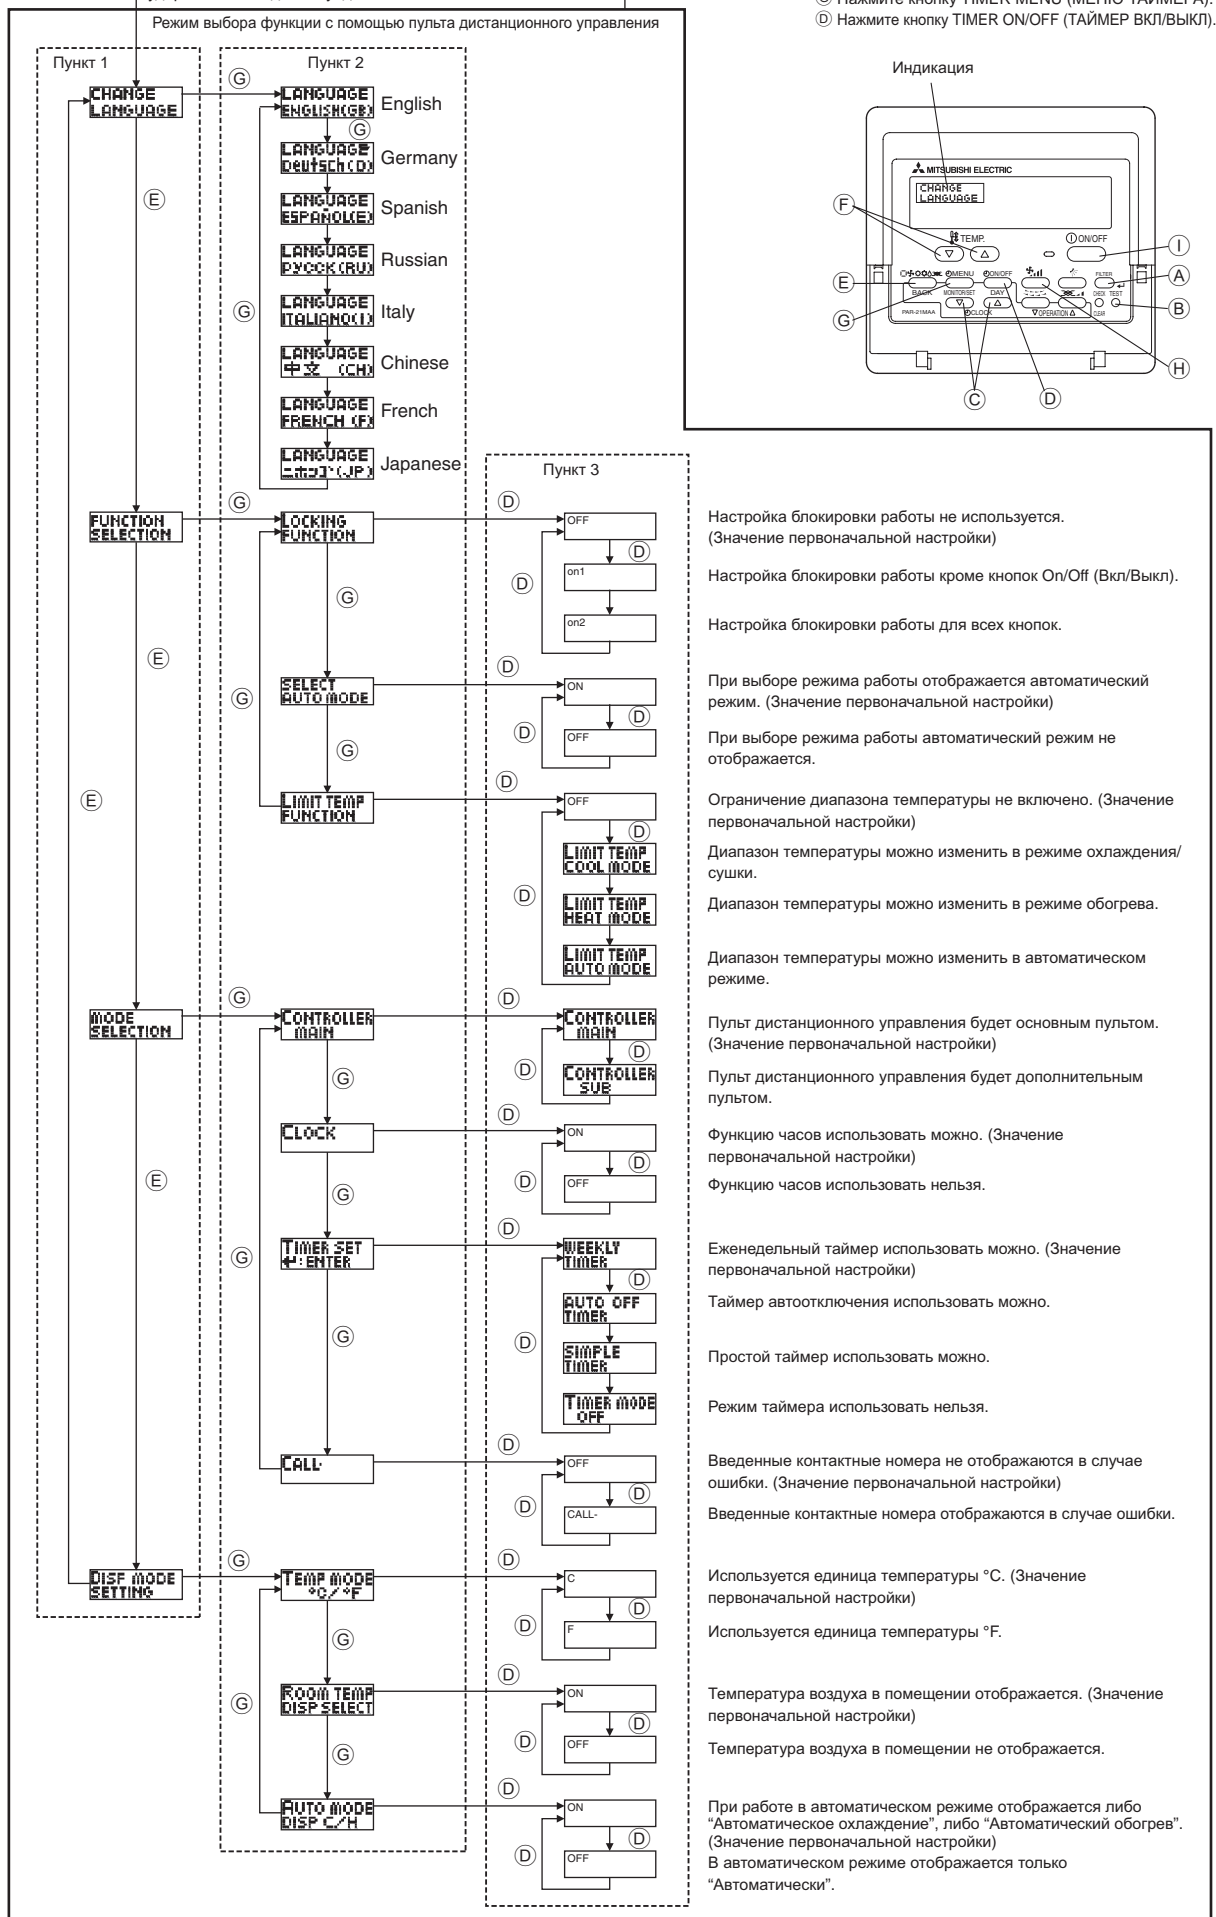 Режим выбора функции с помощью пульта дистанционного управления
Ⓓ Нажмите кнопку TIMER ON/OFF (ТАЙМЕР ВКЛ/ВЫКЛ).
Индикация
MITSUBISHI ELECTRIC
CHANGE
LANGUAGE
TEMP.
ON/OFF
MENU
ON/OFF
FILTER
BACK
MONITOR/SET
DAY
CHECK TEST
PAR-21MAA
CLOCK
OPERATION
CLEAR
Ⓕ
Ⓔ
Ⓖ
Ⓘ
Ⓐ
Ⓑ
Ⓗ
Ⓒ
Ⓓ
Пункт 1
Пункт 2
CHANGE
LANGUAGE
Ⓖ
LANGUAGE
ENGLISH(GB)
English
Ⓖ
LANGUAGE
Deutsch(D)
Germany
Ⓔ
LANGUAGE
ESPAÑOL(E)
Spanish
LANGUAGE
РУССК(RU)
Russian
Ⓖ
LANGUAGE
ITALIANO(I)
Italy
LANGUAGE
中文 (CH)
Chinese
LANGUAGE
FRENCH (F)
French
LANGUAGE
ニホンゴ(JP)
Japanese
Пункт 3
FUNCTION
SELECTION
Ⓖ
LOCKING
FUNCTION
Ⓓ
OFF
Настройка блокировки работы не используется.
(Значение первоначальной настройки)
Ⓓ
Ⓓ
on1
Настройка блокировки работы кроме кнопок On/Off (Вкл/Выкл).
Ⓖ
on2
Настройка блокировки работы для всех кнопок.
Ⓔ
Ⓖ
SELECT
AUTO MODE
Ⓓ
ON
При выборе режима работы отображается автоматический
режим. (Значение первоначальной настройки)
Ⓓ
Ⓓ
OFF
При выборе режима работы автоматический режим не
отображается.
Ⓖ
Ⓔ
LIMIT TEMP
FUNCTION
Ⓓ
OFF
Ограничение диапазона температуры не включено. (Значение
первоначальной настройки)
Ⓓ
LIMIT TEMP
COOL MODE
Диапазон температуры можно изменить в режиме охлаждения/
сушки.
Ⓓ
LIMIT TEMP
HEAT MODE
Диапазон температуры можно изменить в режиме обогрева.
LIMIT TEMP
AUTO MODE
Диапазон температуры можно изменить в автоматическом
режиме.
MODE
SELECTION
Ⓖ
CONTROLLER
MAIN
Ⓓ
CONTROLLER
MAIN
Пульт дистанционного управления будет основным пультом.
(Значение первоначальной настройки)
Ⓓ
Ⓓ
CONTROLLER
SUB
Пульт дистанционного управления будет дополнительным
пультом.
Ⓖ
CLOCK
Ⓓ
ON
Функцию часов использовать можно. (Значение
первоначальной настройки)
Ⓓ
Ⓓ
OFF
Функцию часов использовать нельзя.
Ⓔ
Ⓖ
Ⓖ
TIMER SET
↵:ENTER
Ⓓ
WEEKLY
TIMER
Еженедельный таймер использовать можно. (Значение
первоначальной настройки)
Ⓓ
AUTO OFF
TIMER
Таймер автоотключения использовать можно.
Ⓖ
Ⓓ
SIMPLE
TIMER
Простой таймер использовать можно.
TIMER MODE
OFF
Режим таймера использовать нельзя.
CALL-
Ⓓ
OFF
Введенные контактные номера не отображаются в случае
ошибки. (Значение первоначальной настройки)
Ⓓ
Ⓓ
CALL-
Введенные контактные номера отображаются в случае ошибки.
DISP MODE
SETTING
Ⓖ
TEMP MODE
°C/°F
Ⓓ
C
Используется единица температуры °C. (Значение
первоначальной настройки)
Ⓓ
Ⓓ
F
Используется единица температуры °F.
Ⓖ
Ⓖ
ROOM TEMP
DISP SELECT
Ⓓ
ON
Температура воздуха в помещении отображается. (Значение
первоначальной настройки)
Ⓓ
Ⓓ
OFF
Температура воздуха в помещении не отображается.
Ⓖ
AUTO MODE
DISP C/H
Ⓓ
ON
При работе в автоматическом режиме отображается либо
“Автоматическое охлаждение”, либо “Автоматический обогрев”.
(Значение первоначальной настройки)
Ⓓ
Ⓓ
OFF
В автоматическом режиме отображается только
“Автоматически”.